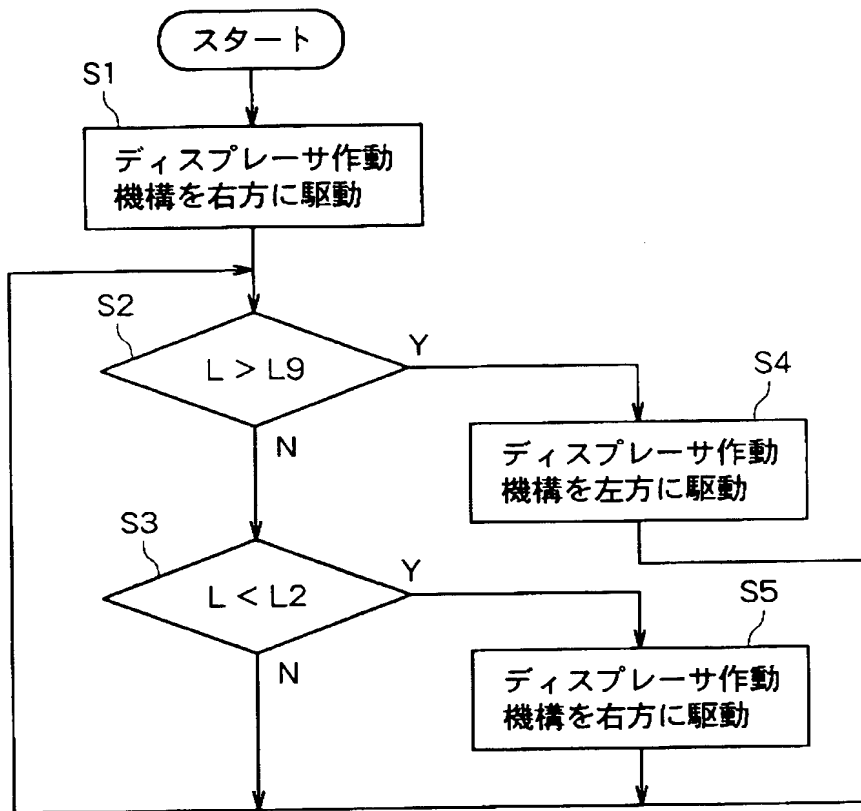 スタート
S1
ディスプレーサ作動
機構を右方に駆動
S2
L > L9
Y
N
S4
ディスプレーサ作動
機構を左方に駆動
S3
L < L2
Y
N
S5
ディスプレーサ作動
機構を右方に駆動